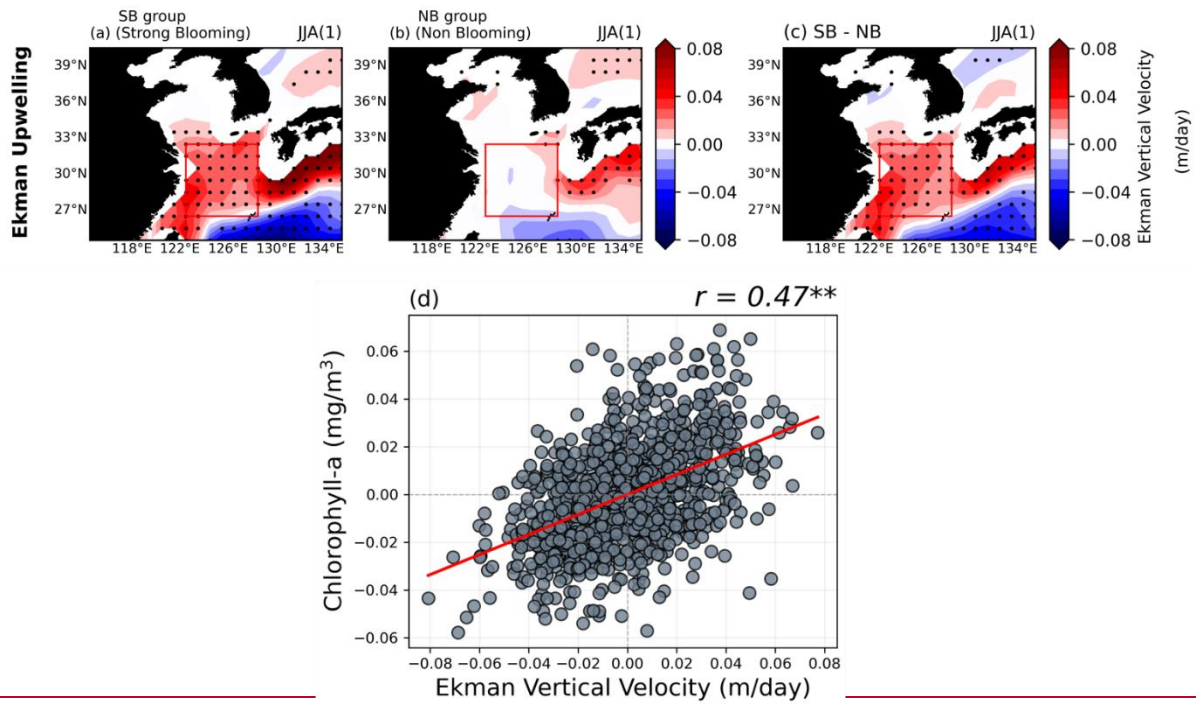 Ekman Upwelling
SB group
(a) (Strong Blooming) JJA(1)
39°N
36°N
33°N
30°N
27°N
118°E 122°E 126°E 130°E 134°E
NB group
(b) (Non Blooming) JJA(1)
118°E 122°E 126°E 130°E 134°E
0.08
0.04
0.00
−0.04
−0.08
(c) SB - NB JJA(1)
39°N
36°N
33°N
30°N
27°N
118°E 122°E 126°E 130°E 134°E
0.08
0.04
0.00
−0.04
−0.08
Ekman Vertical Velocity
(m/day)
(d) r = 0.47**
Chlorophyll-a (mg/m³)
0.06
0.04
0.02
0.00
−0.02
−0.04
−0.06
−0.08 −0.06 −0.04 −0.02 0.00 0.02 0.04 0.06 0.08
Ekman Vertical Velocity (m/day)